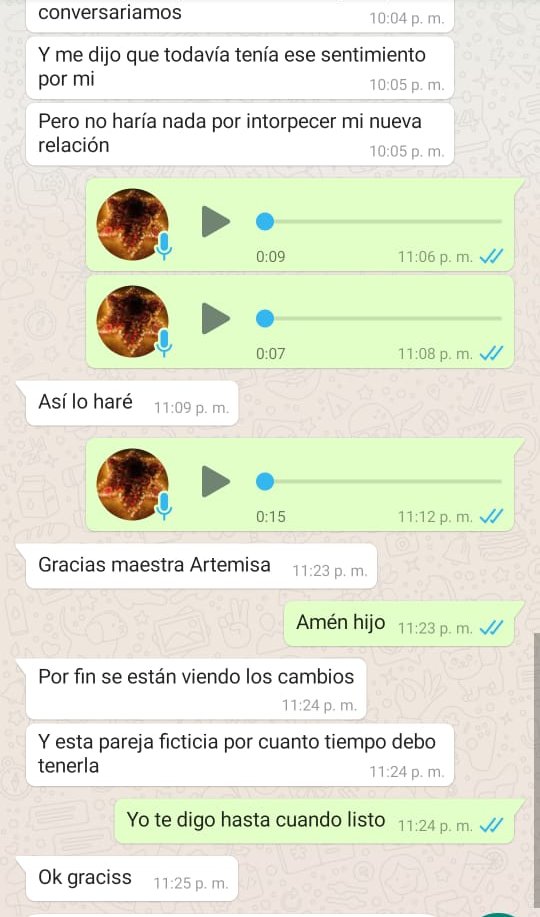 conversariamos
10:04 p. m.
Y me dijo que todavía tenía ese sentimiento
por mi
10:05 p. m.
Pero no haría nada por intorpecer mi nueva
relación
10:05 p. m.
0:09
11:06 p. m.
0:07
11:08 p. m.
Así lo haré
11:09 p. m.
0:15
11:12 p. m.
Gracias maestra Artemisa
11:23 p. m.
Amén hijo
11:23 p. m.
Por fin se están viendo los cambios
11:24 p. m.
Y esta pareja ficticia por cuanto tiempo debo
tenerla
11:24 p. m.
Yo te digo hasta cuando listo
11:24 p. m.
Ok graciss
11:25 p. m.